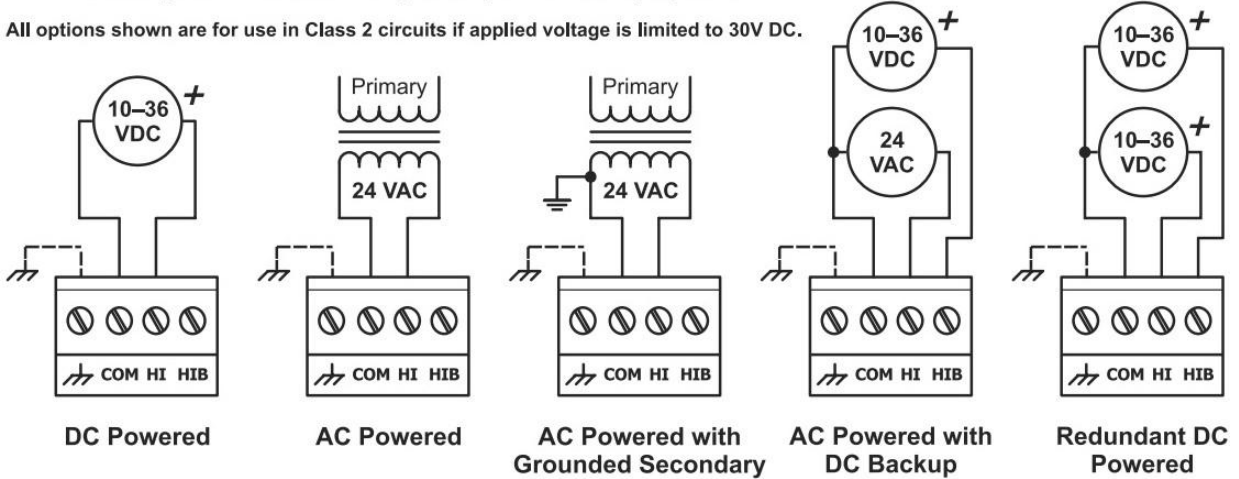 All options shown are for use in Class 2 circuits if applied voltage is limited to 30V DC.
10–36
VDC
+
Primary
24 VAC
Primary
24 VAC
10–36
VDC
+
24
VAC
10–36
VDC
+
10–36
VDC
+
COM HI HIB
COM HI HIB
COM HI HIB
COM HI HIB
COM HI HIB
DC Powered
AC Powered
AC Powered with
Grounded Secondary
AC Powered with
DC Backup
Redundant DC
Powered